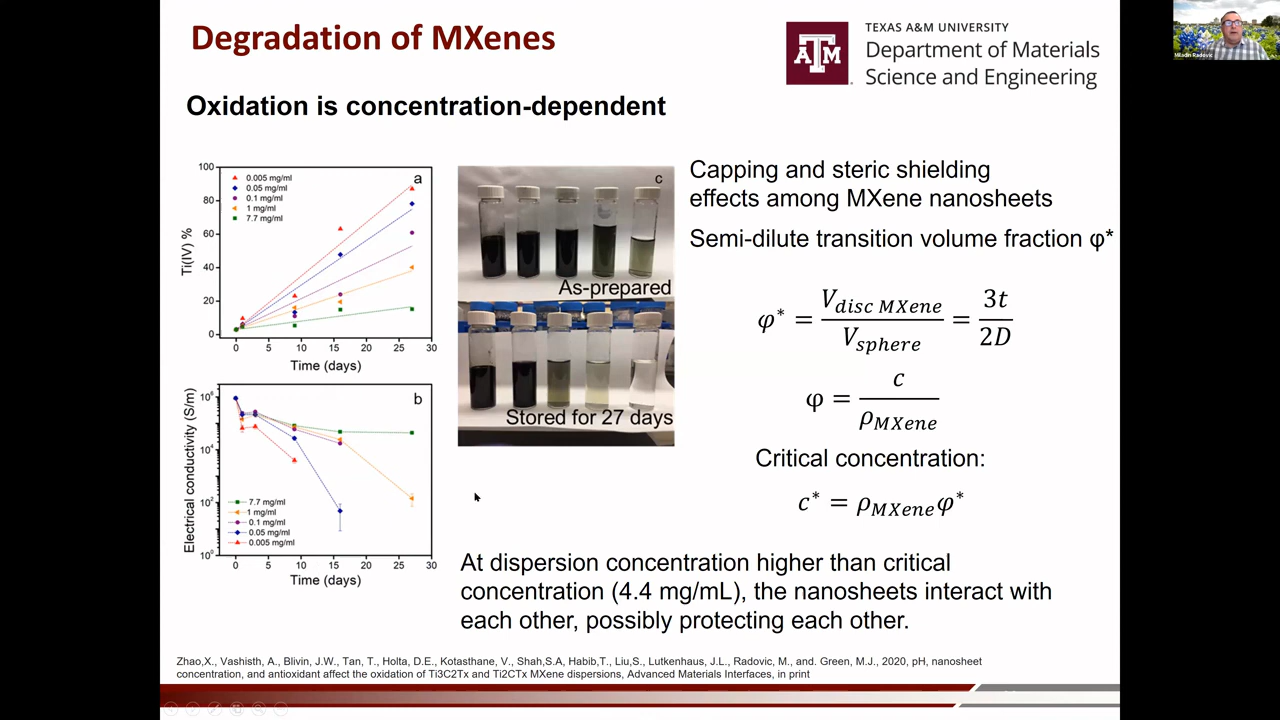 Degradation of MXenes
TEXAS A&M UNIVERSITY
Department of Materials
Science and Engineering
A T M
Miladin Radovic
Oxidation is concentration-dependent
100
80
60
40
20
0
Ti(IV) %
0.005 mg/ml
0.05 mg/ml
0.1 mg/ml
1 mg/ml
7.7 mg/ml
a
0 5 10 15 20 25 30
Time (days)
10⁶
10⁴
10²
10⁰
Electrical conductivity (S/m)
b
7.7 mg/ml
1 mg/ml
0.1 mg/ml
0.05 mg/ml
0.005 mg/ml
0 5 10 15 20 25 30
Time (days)
c
As-prepared
Stored for 27 days
Capping and steric shielding
effects among MXene nanosheets
Semi-dilute transition volume fraction φ*
φ* = V_disc MXene / V_sphere = 3t / 2D
φ = c / ρ_MXene
Critical concentration:
c* = ρ_MXene φ*
At dispersion concentration higher than critical
concentration (4.4 mg/mL), the nanosheets interact with
each other, possibly protecting each other.
Zhao,X., Vashisth, A., Blivin, J.W., Tan, T., Holta, D.E., Kotasthane, V., Shah,S.A, Habib,T., Liu,S., Lutkenhaus, J.L., Radovic, M., and. Green, M.J., 2020, pH, nanosheet
concentration, and antioxidant affect the oxidation of Ti3C2Tx and Ti2CTx MXene dispersions, Advanced Materials Interfaces, in print